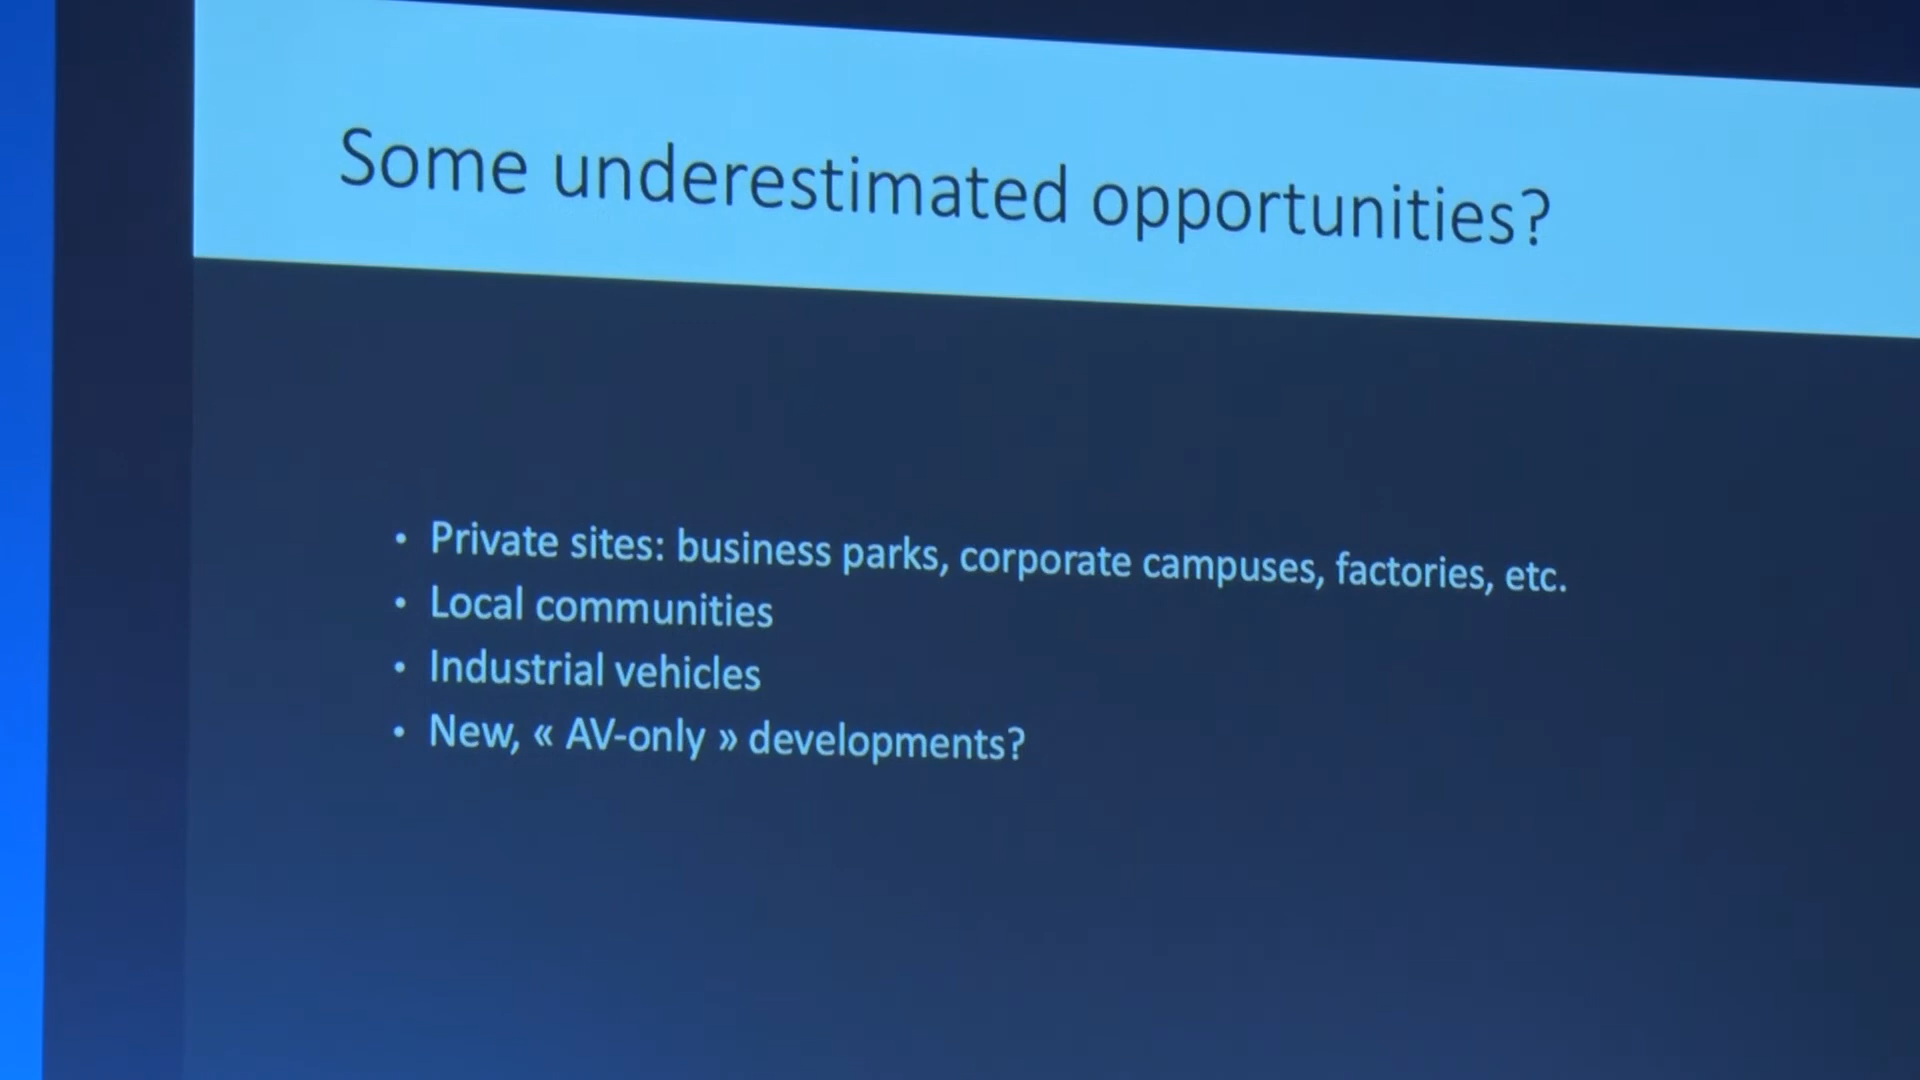 Some underestimated opportunities?
• Private sites: business parks, corporate campuses, factories, etc.
• Local communities
• Industrial vehicles
• New, « AV-only » developments?